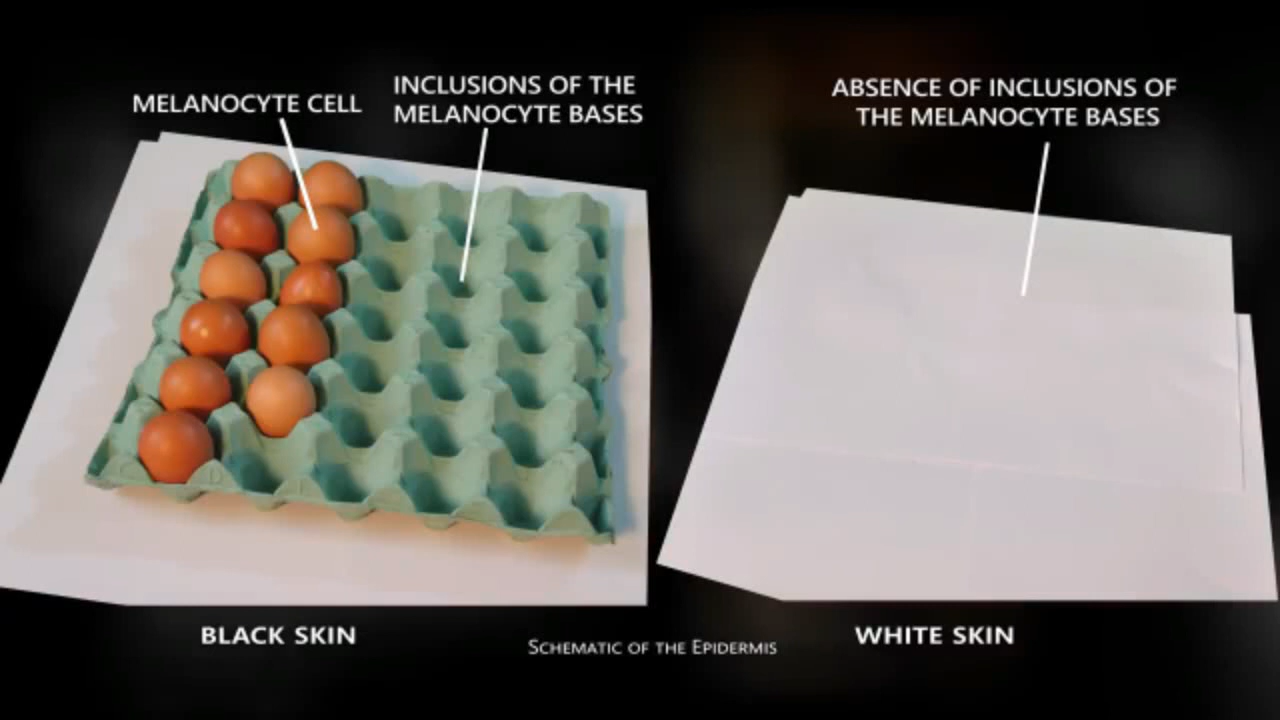 MELANOCYTE CELL
INCLUSIONS OF THE
MELANOCYTE BASES
ABSENCE OF INCLUSIONS OF
THE MELANOCYTE BASES
BLACK SKIN
SCHEMATIC OF THE EPIDERMIS
WHITE SKIN